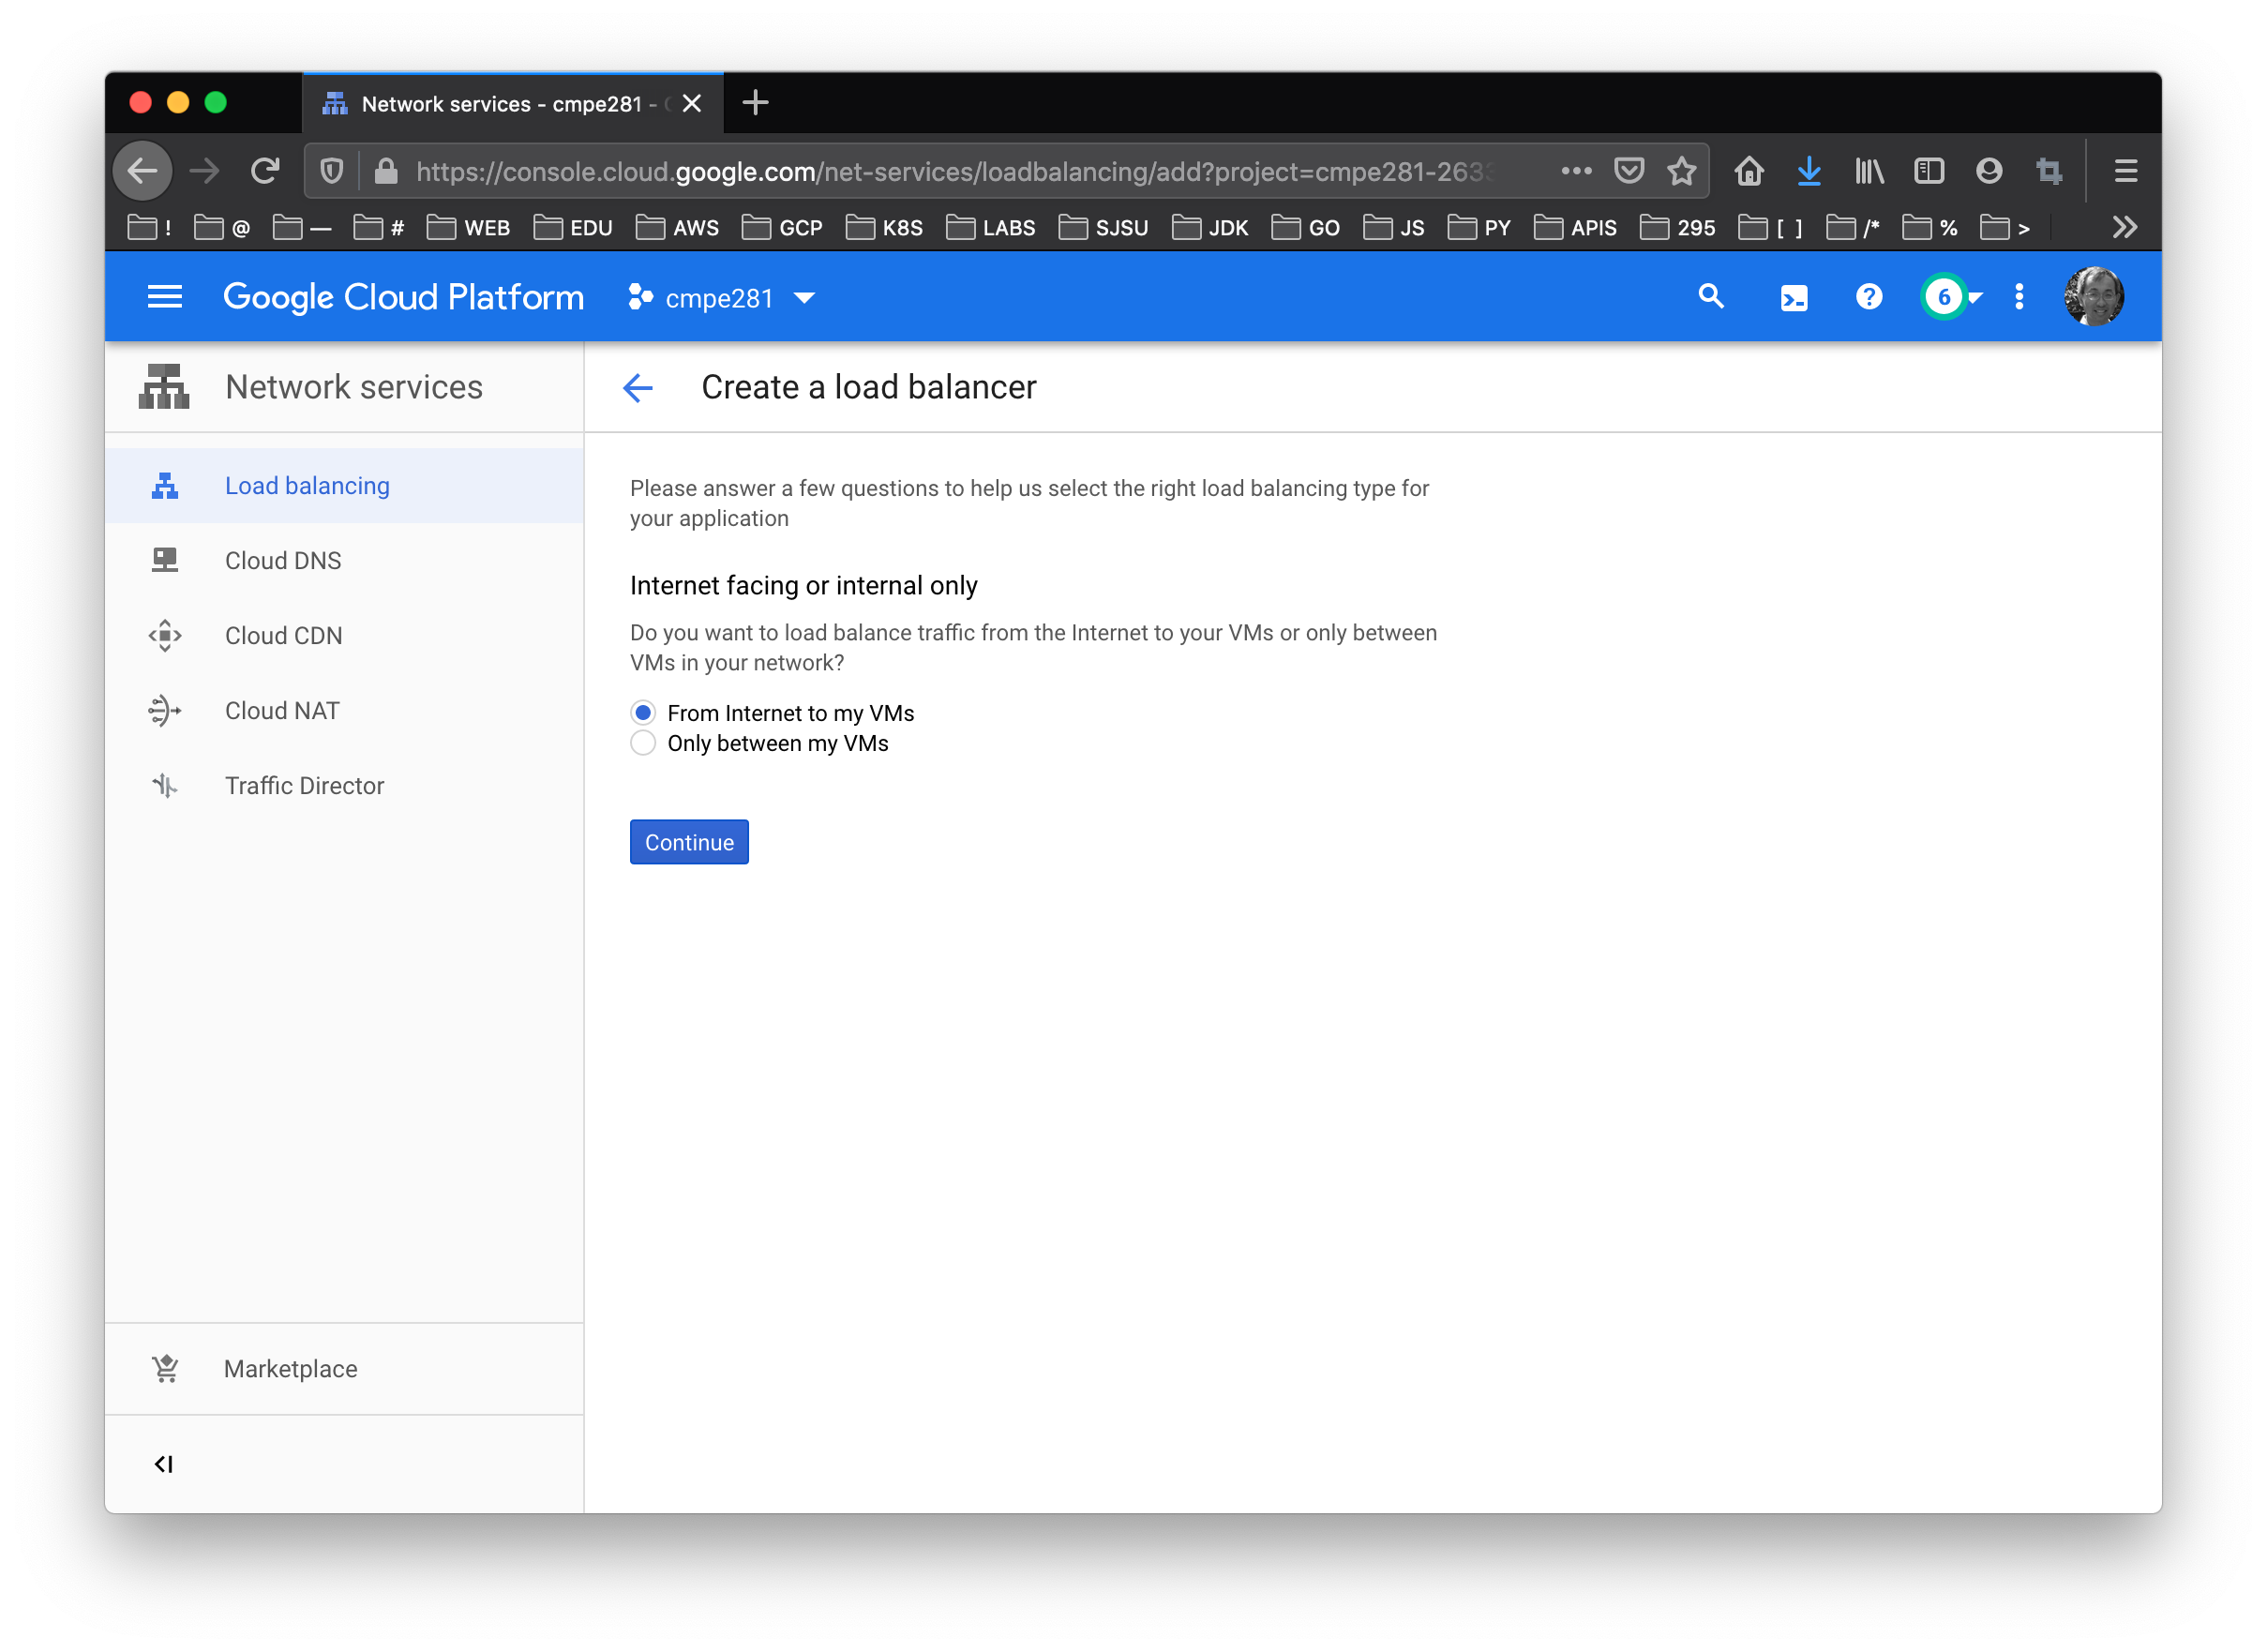 Network services - cmpe281 -
https://console.cloud.google.com/net-services/loadbalancing/add?project=cmpe281-263
! @ — # WEB EDU AWS GCP K8S LABS SJSU JDK GO JS PY APIS 295 [ ] /* % >
Google Cloud Platform cmpe281 6
Network services
Create a load balancer
Load balancing
Cloud DNS
Cloud CDN
Cloud NAT
Traffic Director
Please answer a few questions to help us select the right load balancing type for
your application
Internet facing or internal only
Do you want to load balance traffic from the Internet to your VMs or only between
VMs in your network?
From Internet to my VMs
Only between my VMs
Continue
Marketplace